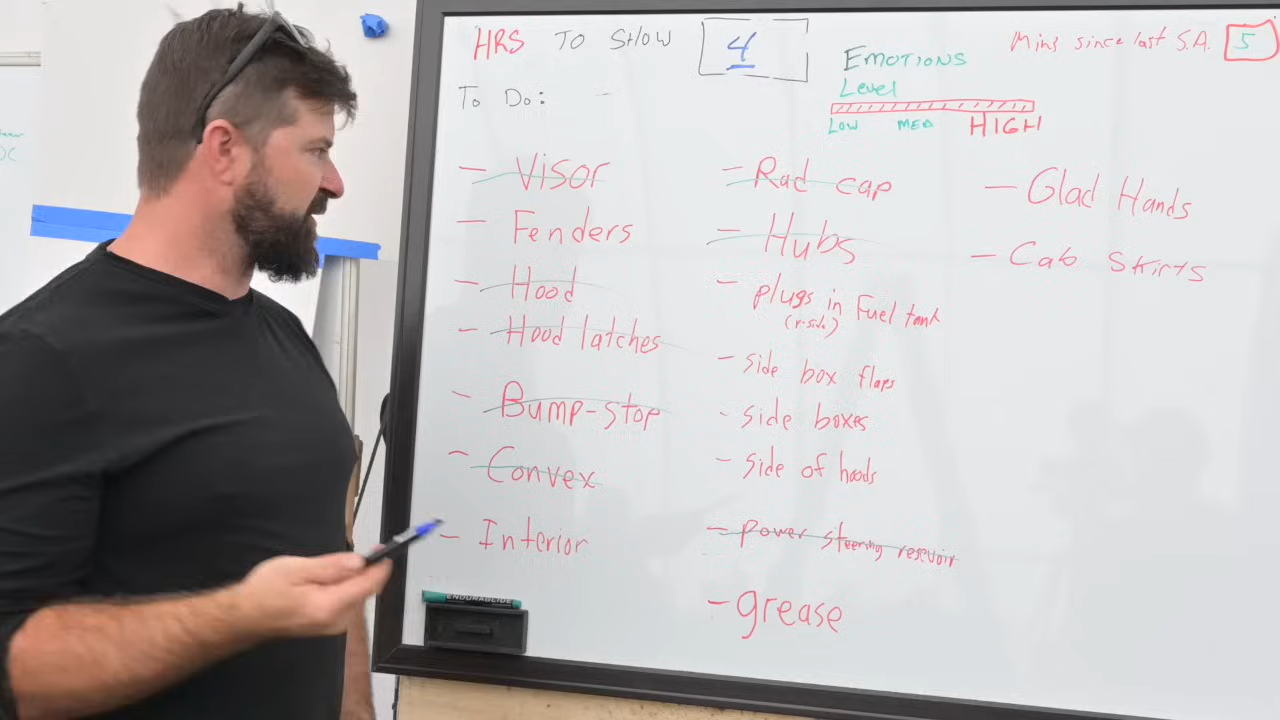 HRS TO SHOW 4
EMOTIONS
Level
LOW MED HIGH
Mins since last S.A. 5
To Do:
- Visor
- Fenders
- Hood
- Hood latches
- Bump-stop
- Convex
- Interior
- Rad cap
- Hubs
- plugs in Fuel tank
(r-side)
- side box flaps
- side boxes
- side of hoods
- power steering resevoir
- grease
- Glad Hands
- Cab Skirts
ENDURAGLIDE